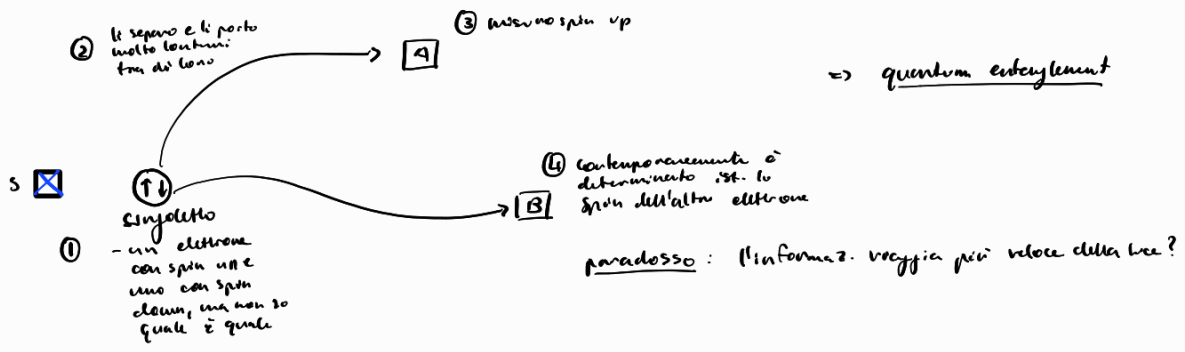 ② li separo e li porto
molto lontani
tra di loro
A
③ misuro spin up
=> quantum entanglement
S
↑↓
singoletto
① - un elettrone
con spin up e
uno con spin
down, ma non so
quale è quale
B
④ contemporaneamente è
determinato ist. lo
spin dell'altro elettrone
paradosso : l'informaz. viaggia più veloce della luce?